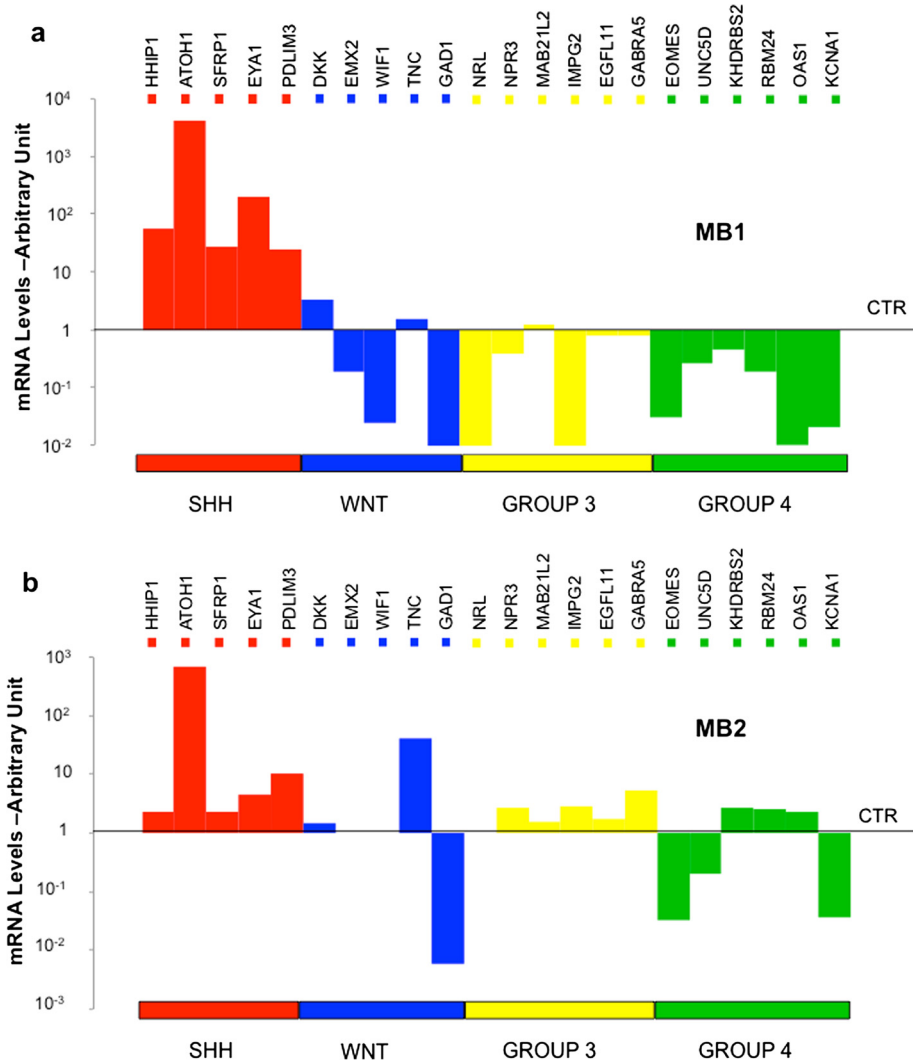 a
HHIP1 ATOH1 SFRP1 EYA1 PDLIM3 DKK EMX2 WIF1 TNC GAD1 NRL NPR3 MAB21L2 IMPG2 EGFL11 GABRA5 EOMES UNC5D KHDRBS2 RBM24 OAS1 KCNA1
mRNA Levels –Arbitrary Unit
10⁴
10³
10²
10
1
10⁻¹
10⁻²
MB1
CTR
SHH WNT GROUP 3 GROUP 4
b
HHIP1 ATOH1 SFRP1 EYA1 PDLIM3 DKK EMX2 WIF1 TNC GAD1 NRL NPR3 MAB21L2 IMPG2 EGFL11 GABRA5 EOMES UNC5D KHDRBS2 RBM24 OAS1 KCNA1
mRNA Levels –Arbitrary Unit
10³
10²
10
1
10⁻¹
10⁻²
10⁻³
MB2
CTR
SHH WNT GROUP 3 GROUP 4